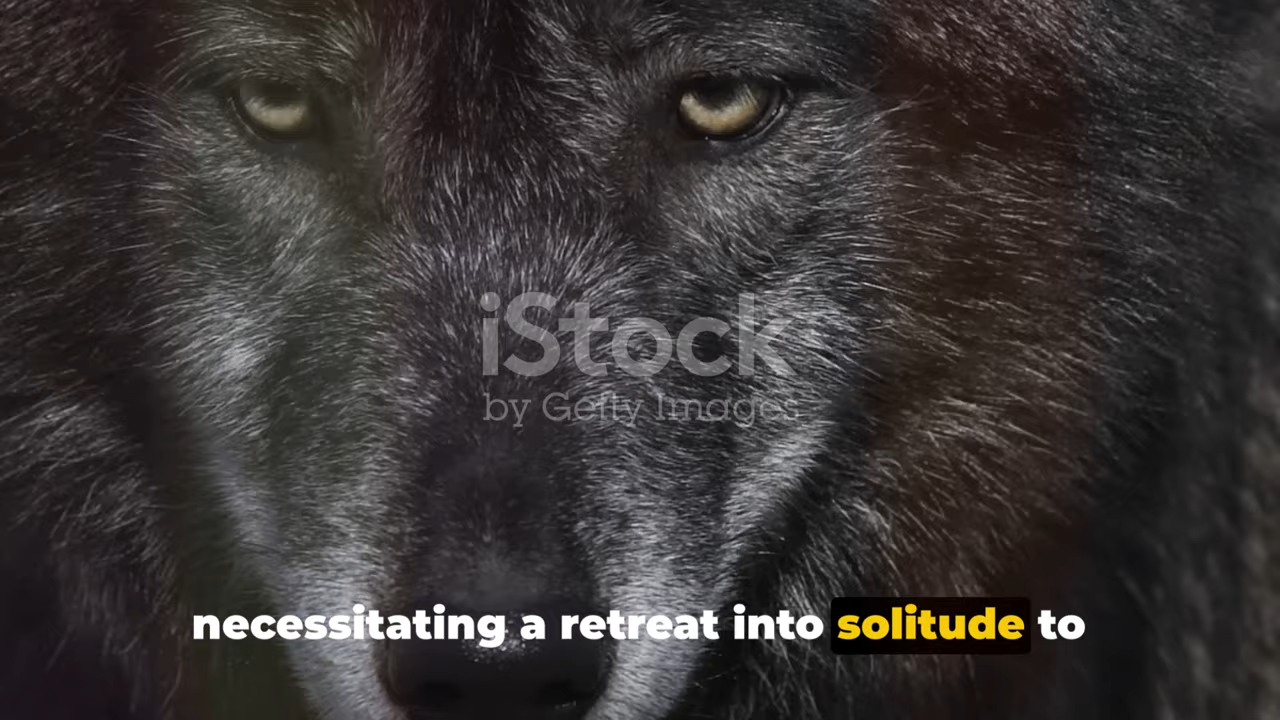 iStock
by Getty Images
necessitating a retreat into solitude to